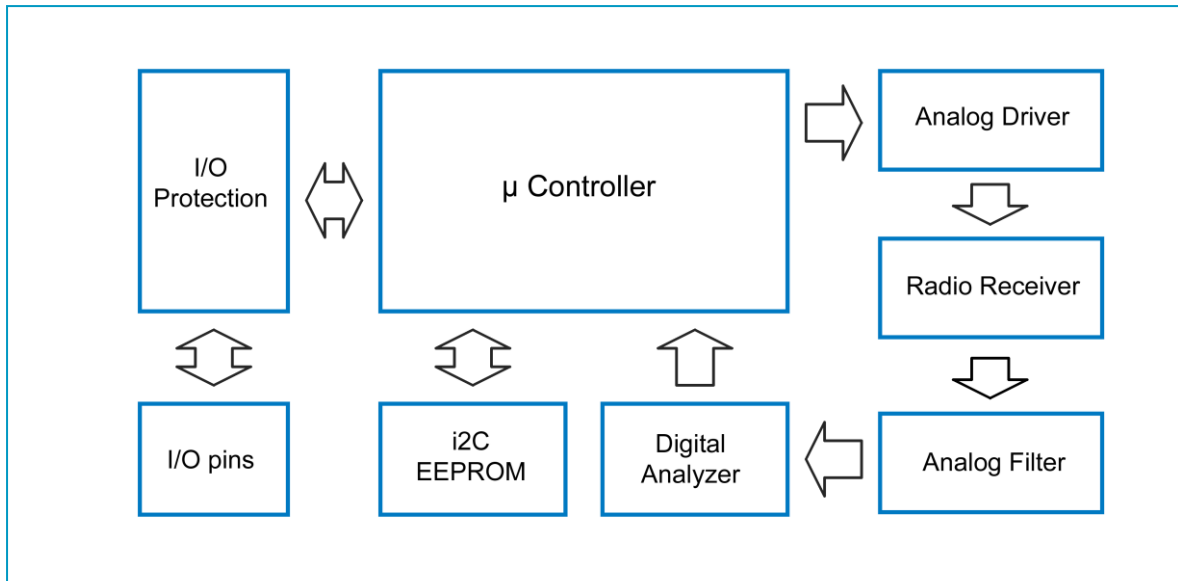 I/O
Protection
µ Controller
Analog Driver
Radio Receiver
I/O pins
i2C
EEPROM
Digital
Analyzer
Analog Filter